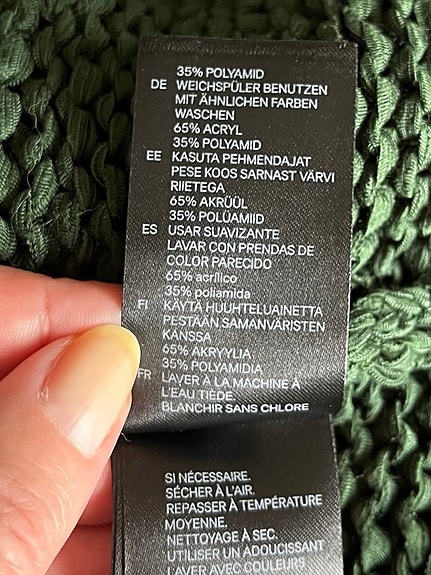 35% POLYAMID
DE WEICHSPÜLER BENUTZEN
MIT ÄHNLICHEN FARBEN
WASCHEN
65% ACRYL
35% POLYAMID
EE KASUTA PEHMENDAJAT
PESE KOOS SARNAST VÄRVI
RIIETEGA
65% AKRÜÜL
35% POLÜAMIID
ES USAR SUAVIZANTE
LAVAR CON PRENDAS DE
COLOR PARECIDO
65% acrílico
35% poliamida
FI KÄYTÄ HUUHTELUAINETTA
PESTÄÄN SAMANVÄRISTEN
KANSSA
65% AKRYYLIA
35% POLYAMIDIA
FR LAVER À LA MACHINE À
L'EAU TIÈDE
BLANCHIR SANS CHLORE
SI NÉCESSAIRE.
SÉCHER À L'AIR.
REPASSER À TEMPÉRATURE
MOYENNE.
NETTOYAGE À SEC.
UTILISER UN ADOUCISSANT
LAVER AVEC COULEURS